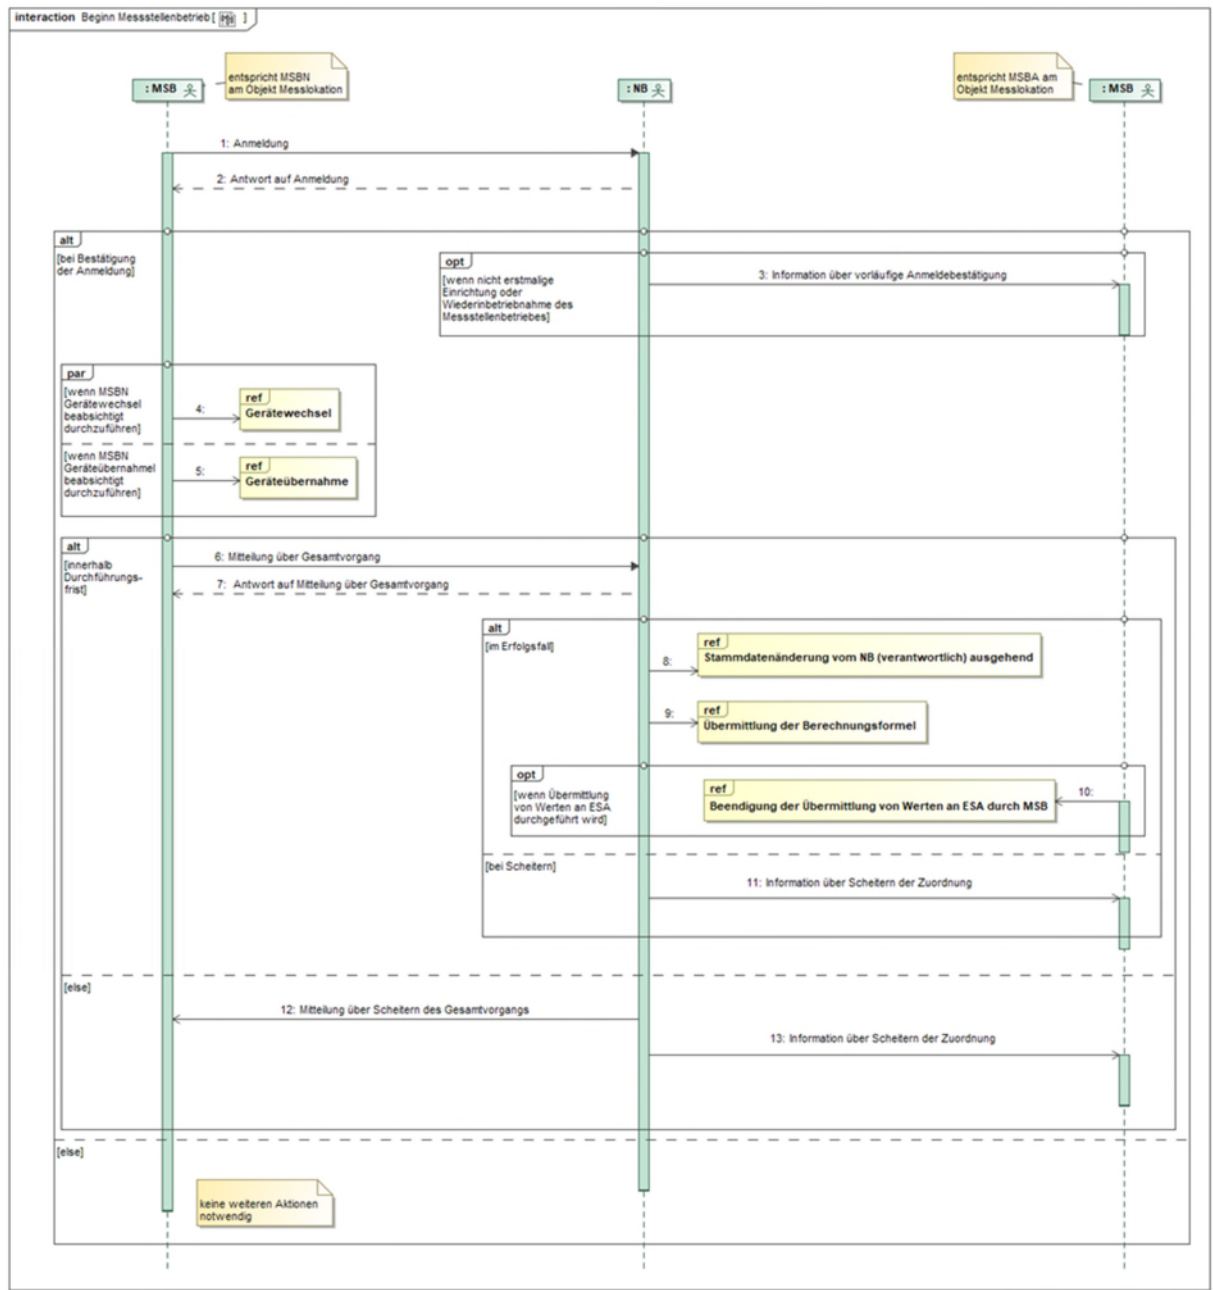 interaction Beginn Messstellenbetrieb [ ]
entspricht MSBN
am Objekt Messlokation
: MSB
: NB
entspricht MSBA am
Objekt Messlokation
: MSB
1: Anmeldung
2: Antwort auf Anmeldung
alt
[bei Bestätigung
der Anmeldung]
opt
[wenn nicht erstmalige
Einrichtung oder
Wiederinbetriebnahme des
Messstellenbetriebes]
3: Information über vorläufige Anmeldebestätigung
par
[wenn MSBN
Gerätewechsel
beabsichtigt
durchzuführen]
4:
ref
Gerätewechsel
[wenn MSBN
Geräteübernahmel
beabsichtigt
durchzuführen]
5:
ref
Geräteübernahme
alt
[innerhalb
Durchführungs-
frist]
6: Mitteilung über Gesamtvorgang
7: Antwort auf Mitteilung über Gesamtvorgang
alt
[im Erfolgsfall]
8:
ref
Stammdatenänderung vom NB (verantwortlich) ausgehend
9:
ref
Übermittlung der Berechnungsformel
opt
[wenn Übermittlung
von Werten an ESA
durchgeführt wird]
ref
Beendigung der Übermittlung von Werten an ESA durch MSB
10:
[bei Scheitern]
11: Information über Scheitern der Zuordnung
[else]
12: Mitteilung über Scheitern des Gesamtvorgangs
13: Information über Scheitern der Zuordnung
[else]
keine weiteren Aktionen
notwendig